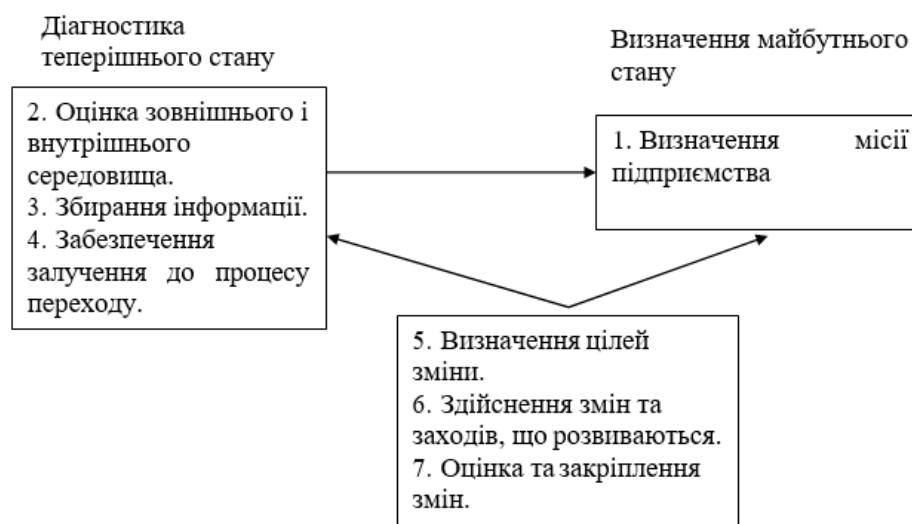 Діагностика
теперішнього стану
2. Оцінка зовнішнього і
внутрішнього
середовища.
3. Збирання інформації.
4. Забезпечення
залучення до процесу
переходу.
Визначення майбутнього
стану
1. Визначення місії
підприємства
5. Визначення цілей
зміни.
6. Здійснення змін та
заходів, що розвиваються.
7. Оцінка та закріплення
змін.